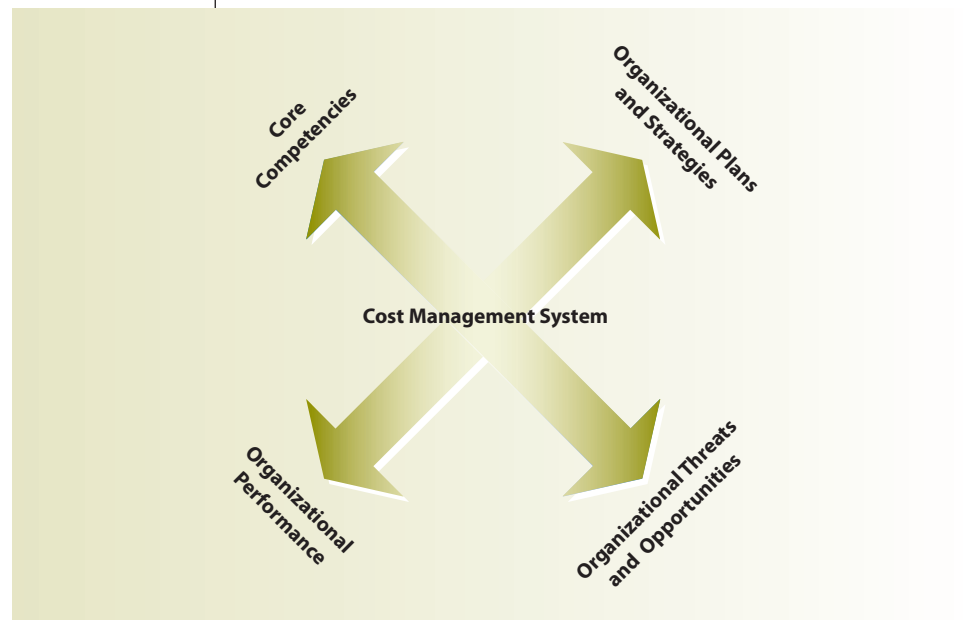 Core
Competencies
Organizational Plans
and Strategies
Cost Management System
Organizational
Performance
Organizational Threats
and Opportunities